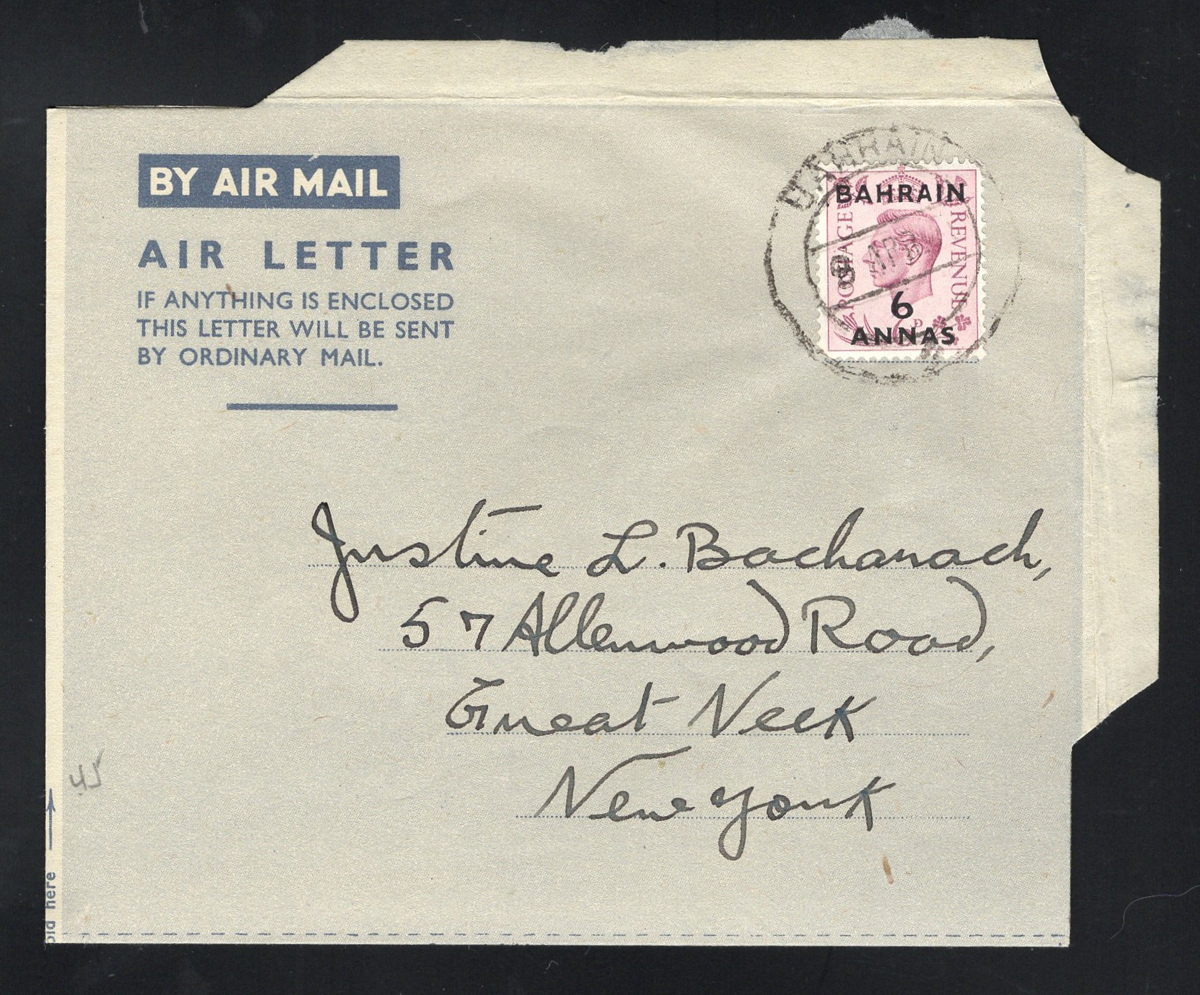 BY AIR MAIL
AIR LETTER
IF ANYTHING IS ENCLOSED
THIS LETTER WILL BE SENT
BY ORDINARY MAIL.
BAHRAIN
BAHRAIN
POSTAGE
REVENUE
6
ANNAS
Justine L. Bachanach,
57 Allenwood Road,
Great Neck
New York
45
old here